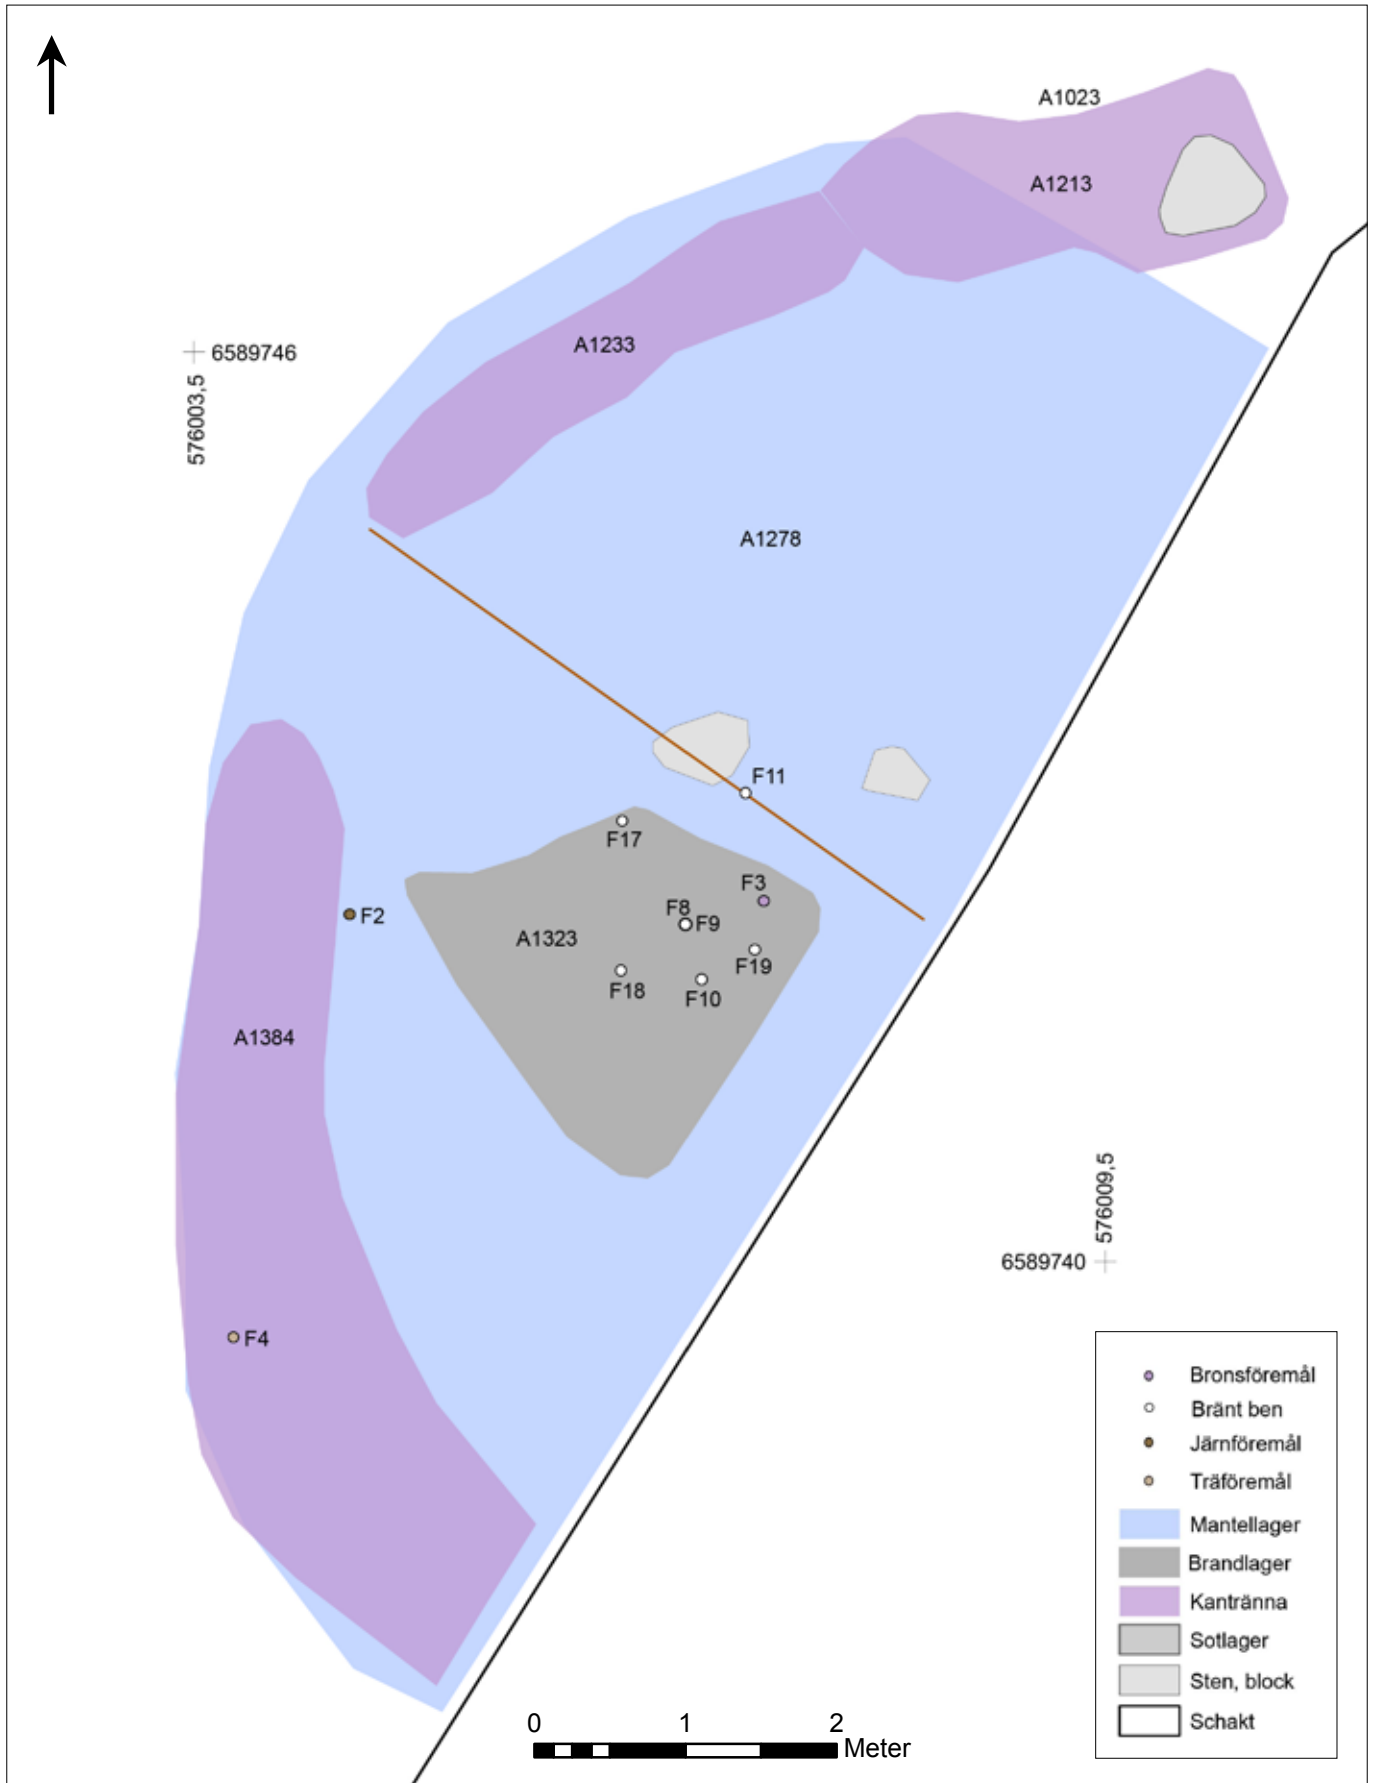 A1023
A1213
A1233
6589746
576003,5
A1278
F11
F17
F3
F8
F9
F2
A1323
F19
F18
F10
A1384
576009,5
6589740
F4
Bronsföremål
Bränt ben
Järnföremål
Träföremål
Mantellager
Brandlager
Kantränna
Sotlager
Sten, block
Schakt
0 1 2
Meter